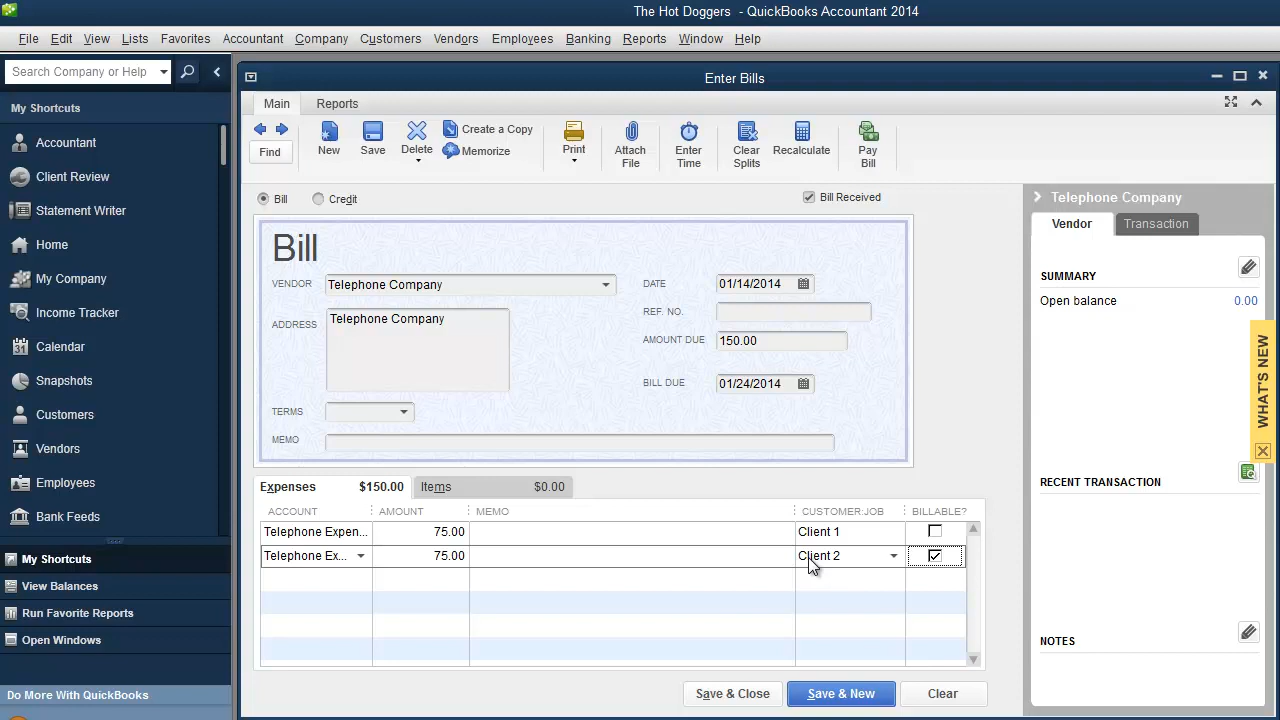 The Hot Doggers - QuickBooks Accountant 2014
File Edit View Lists Favorites Accountant Company Customers Vendors Employees Banking Reports Window Help
Search Company or Help
My Shortcuts
Accountant
Client Review
Statement Writer
Home
My Company
Income Tracker
31
Calendar
Snapshots
Customers
Vendors
Employees
Bank Feeds
My Shortcuts
View Balances
Run Favorite Reports
Open Windows
Do More With QuickBooks
Enter Bills
Main Reports
Find
New
Save
Delete
Create a Copy
Memorize
Print
Attach
File
Enter
Time
Clear
Splits
Recalculate
Pay
Bill
Bill Credit
Bill Received
Bill
VENDOR Telephone Company
ADDRESS Telephone Company
TERMS
MEMO
DATE 01/14/2014
REF. NO.
AMOUNT DUE 150.00
BILL DUE 01/24/2014
Expenses $150.00 Items $0.00
ACCOUNT AMOUNT MEMO CUSTOMER:JOB BILLABLE?
Telephone Expen... 75.00 Client 1
Telephone Ex... 75.00 Client 2
Save & Close Save & New Clear
Telephone Company
Vendor Transaction
SUMMARY
Open balance 0.00
WHAT'S NEW
RECENT TRANSACTION
NOTES